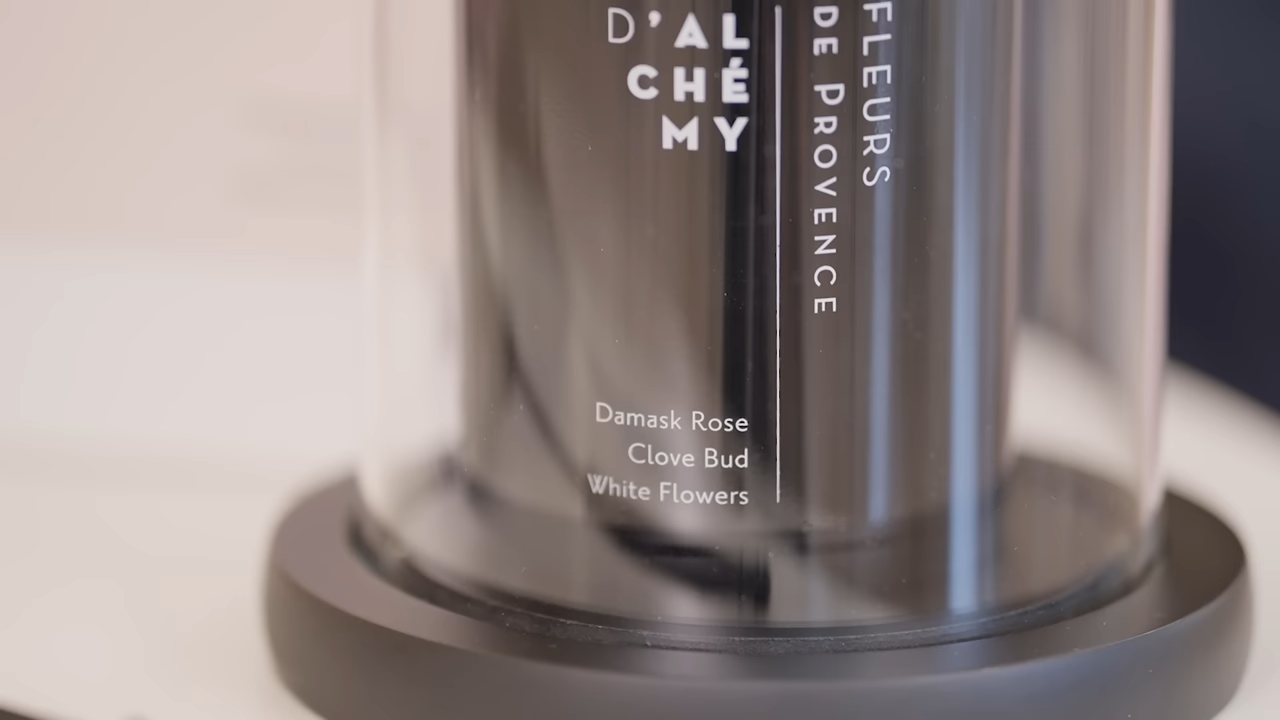 D'AL
CHÉ
MY
FLEURS
DE PROVENCE
Damask Rose
Clove Bud
White Flowers